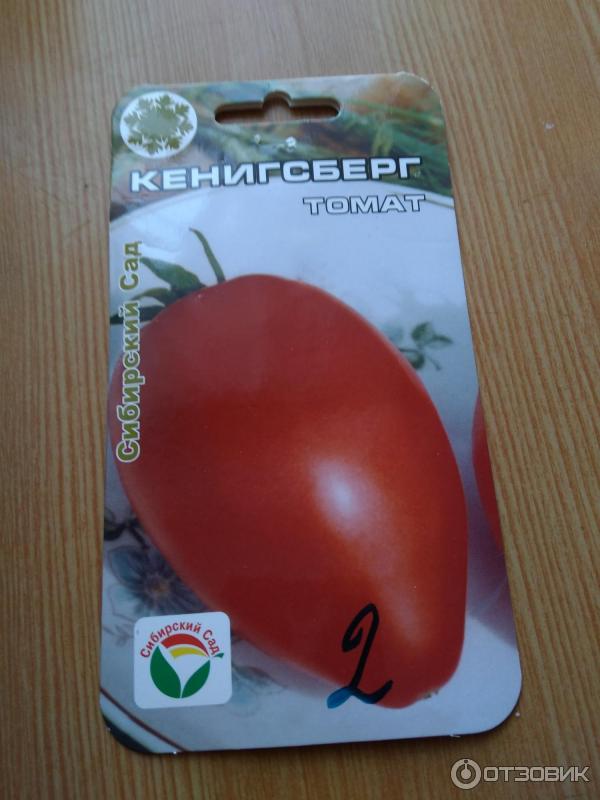 КЕНИГСБЕРГ
ТОМАТ
Сибирский Сад
Сибирский Сад
2
ОТЗОВИК